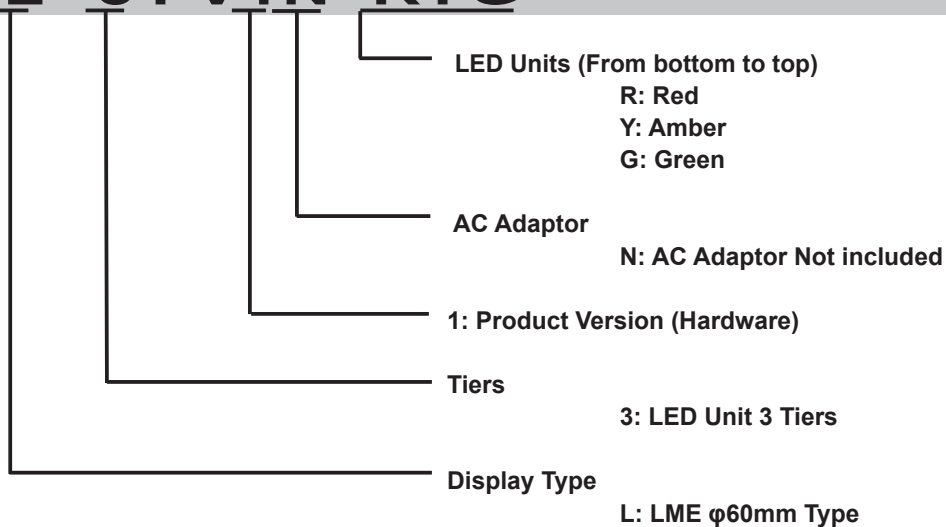 LED Units (From bottom to top)
R: Red
Y: Amber
G: Green
AC Adaptor
N: AC Adaptor Not included
1: Product Version (Hardware)
Tiers
3: LED Unit 3 Tiers
Display Type
L: LME φ60mm Type